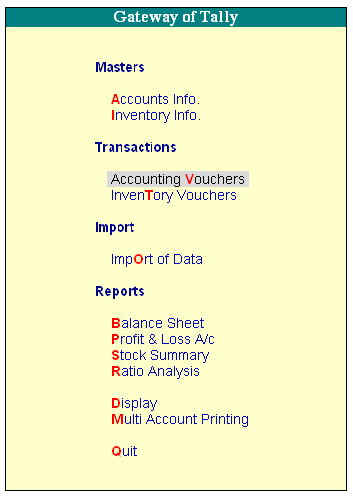 Gateway of Tally
Masters
Accounts Info.
Inventory Info.
Transactions
Accounting Vouchers
InvenTory Vouchers
Import
ImpOrt of Data
Reports
Balance Sheet
Profit & Loss A/c
Stock Summary
Ratio Analysis
Display
Multi Account Printing
Quit